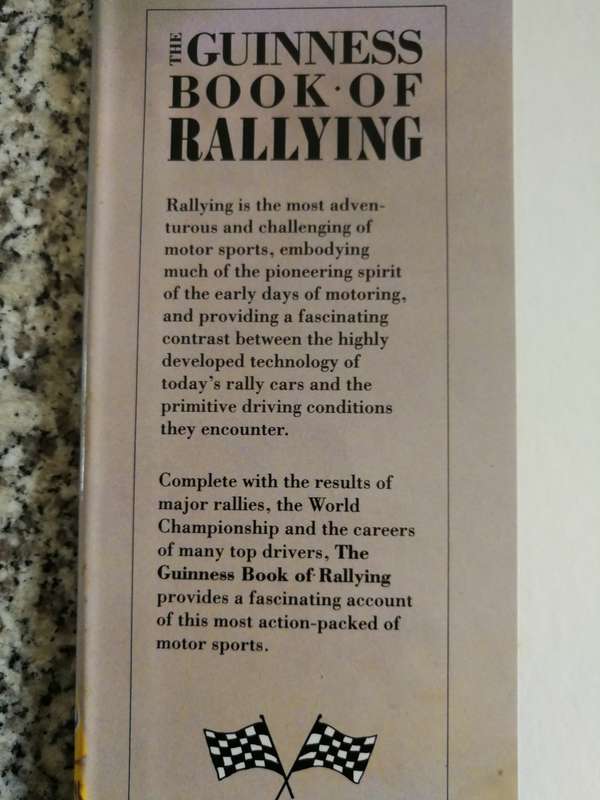 THE GUINNESS
BOOK·OF
RALLYING
Rallying is the most adven-
turous and challenging of
motor sports, embodying
much of the pioneering spirit
of the early days of motoring,
and providing a fascinating
contrast between the highly
developed technology of
today's rally cars and the
primitive driving conditions
they encounter.
Complete with the results of
major rallies, the World
Championship and the careers
of many top drivers, The
Guinness Book of Rallying
provides a fascinating account
of this most action-packed of
motor sports.